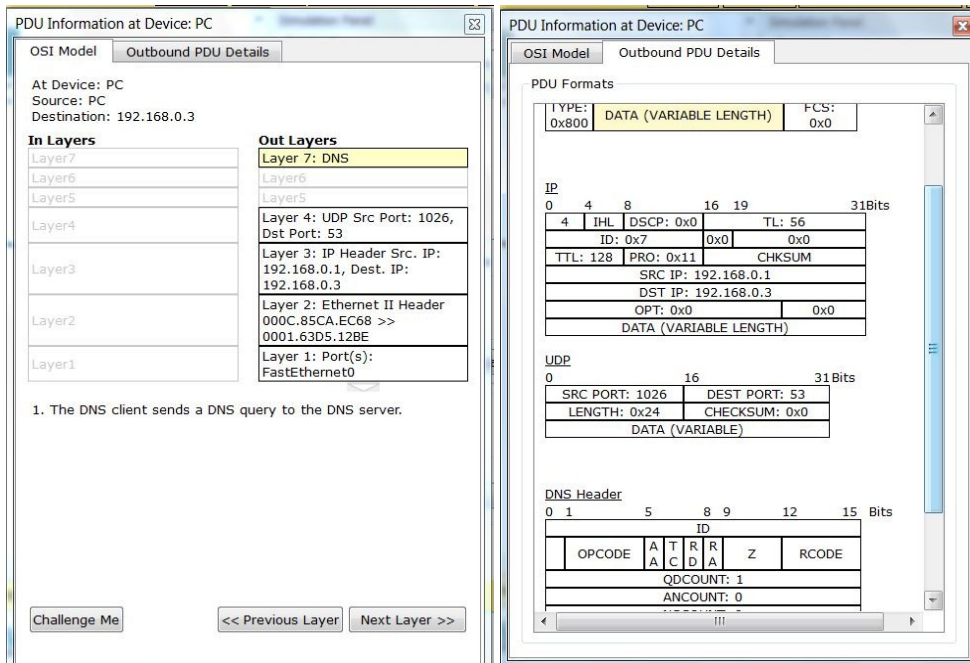 PDU Information at Device: PC
OSI Model
Outbound PDU Details
At Device: PC
Source: PC
Destination: 192.168.0.3
In Layers
Out Layers
Layer7
Layer 7: DNS
Layer6
Layer6
Layer5
Layer5
Layer4
Layer 4: UDP Src Port: 1026,
Dst Port: 53
Layer3
Layer 3: IP Header Src. IP:
192.168.0.1, Dest. IP:
192.168.0.3
Layer2
Layer 2: Ethernet II Header
000C.85CA.EC68 >>
0001.63D5.12BE
Layer1
Layer 1: Port(s):
FastEthernet0
1. The DNS client sends a DNS query to the DNS server.
Challenge Me
<< Previous Layer
Next Layer >>
PDU Information at Device: PC
OSI Model
Outbound PDU Details
PDU Formats
TYPE:
0x800
DATA (VARIABLE LENGTH)
FCS:
0x0
IP
0 4 8 16 19 31Bits
4 IHL DSCP: 0x0 TL: 56
ID: 0x7 0x0 0x0
TTL: 128 PRO: 0x11 CHKSUM
SRC IP: 192.168.0.1
DST IP: 192.168.0.3
OPT: 0x0 0x0
DATA (VARIABLE LENGTH)
UDP
0 16 31 Bits
SRC PORT: 1026 DEST PORT: 53
LENGTH: 0x24 CHECKSUM: 0x0
DATA (VARIABLE)
DNS Header
0 1 5 8 9 12 15 Bits
ID
OPCODE AA TC RD RA Z RCODE
QDCOUNT: 1
ANCOUNT: 0